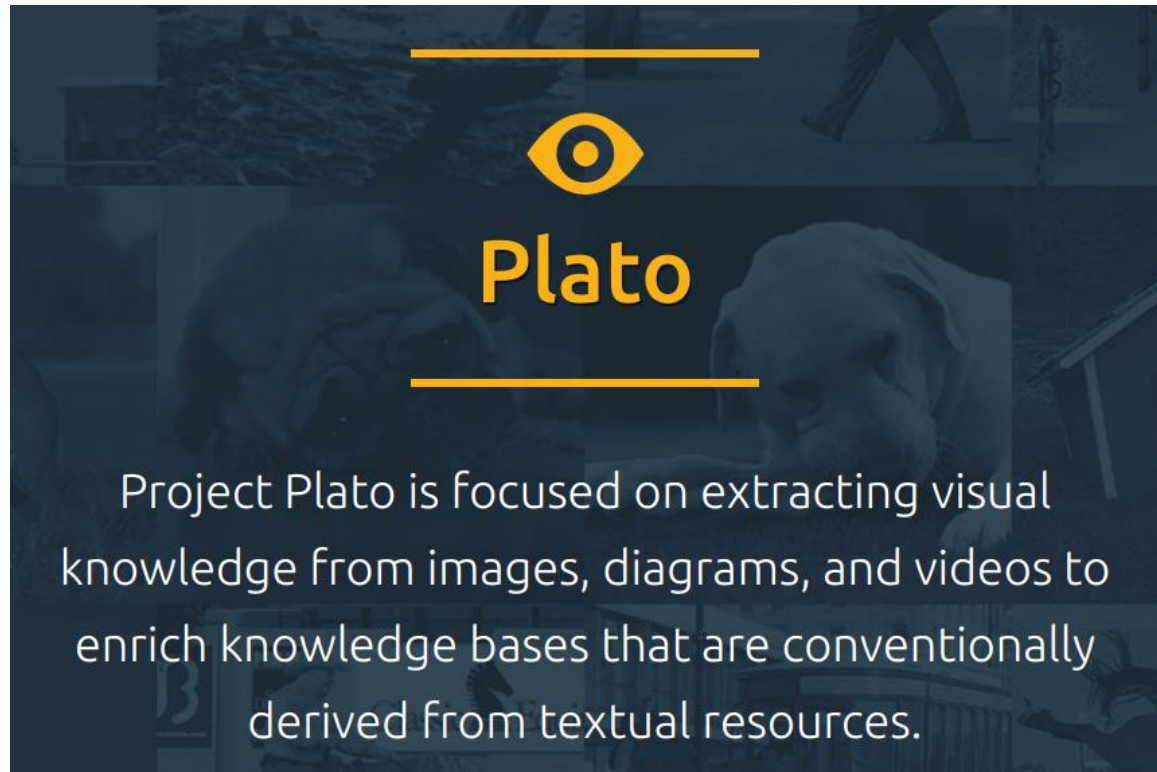 Plato
Project Plato is focused on extracting visual
knowledge from images, diagrams, and videos to
enrich knowledge bases that are conventionally
derived from textual resources.